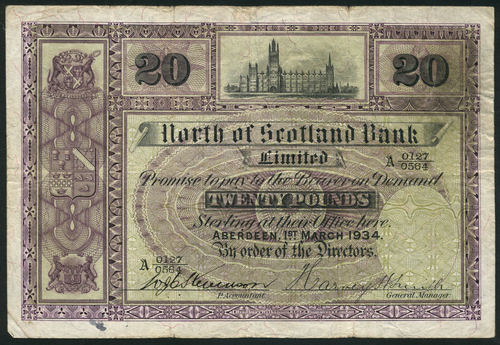 20 20
North of Scotland Bank
Limited
A 0127
0564
Promise to pay to the Bearer on Demand
TWENTY POUNDS
Sterling at their Office here.
ABERDEEN, 1ST MARCH 1934.
By order of the Directors.
A 0127
0564
P. Accountant.
General Manager.